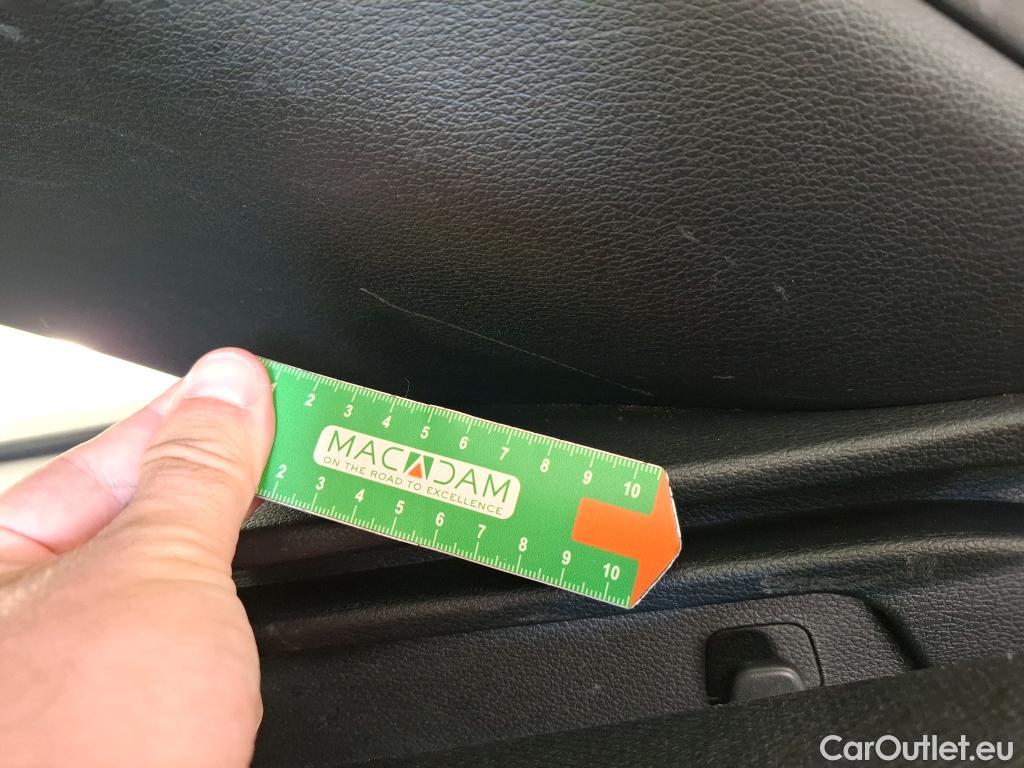 2 3 4 5 6 7 8 9 10
MACADAM
ON THE ROAD TO EXCELLENCE
2 3 4 5 6 7 8 9 10
CarOutlet.eu